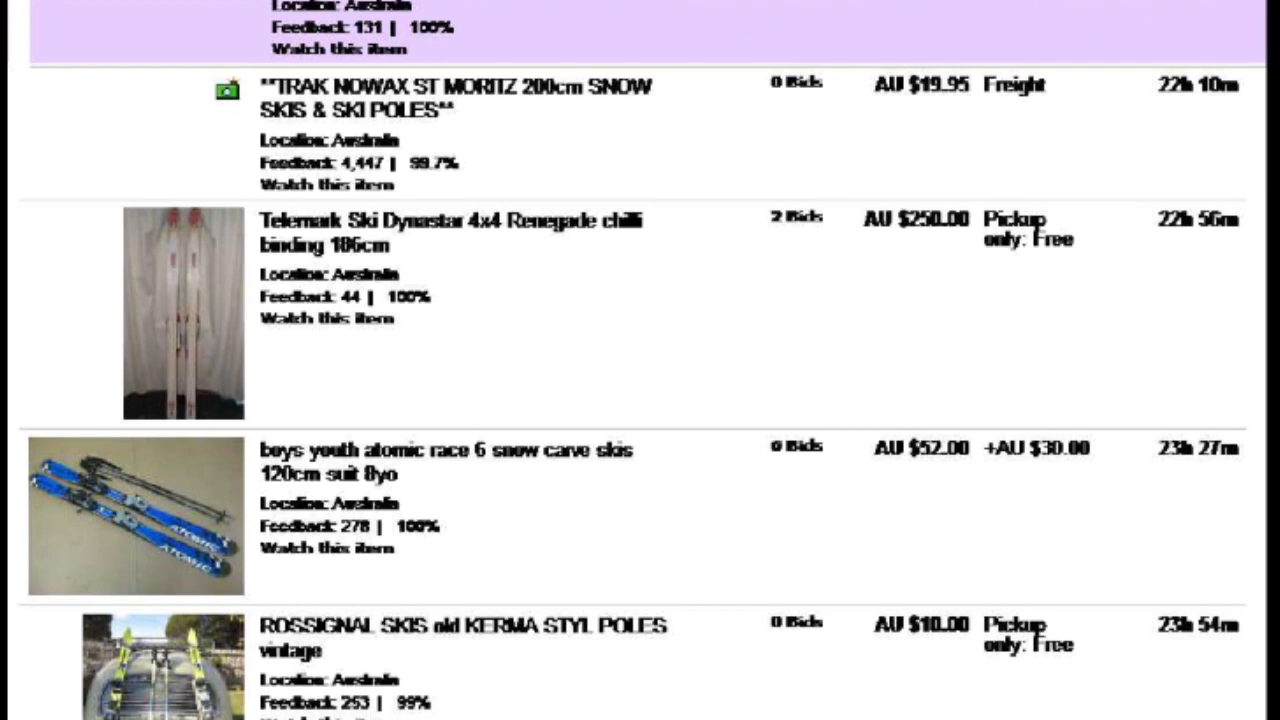 Location: Australia
Feedback: 131 | 100%
Watch this item
**TRAK NOWAX ST MORITZ 200cm SNOW
SKIS & SKI POLES**
0 Bids
AU $19.95
Freight
22h 10m
Location: Australia
Feedback: 4,447 | 99.7%
Watch this item
Telemark Ski Dynastar 4x4 Renegade chilli
binding 186cm
2 Bids
AU $250.00
Pickup
only: Free
22h 56m
Location: Australia
Feedback: 44 | 100%
Watch this item
boys youth atomic race 6 snow carve skis
120cm suit 8yo
0 Bids
AU $52.00
+AU $30.00
23h 27m
Location: Australia
Feedback: 278 | 100%
Watch this item
ATOMIC
ATOMIC
ROSSIGNAL SKIS old KERMA STYL POLES
vintage
0 Bids
AU $10.00
Pickup
only: Free
23h 54m
Location: Australia
Feedback: 253 | 99%